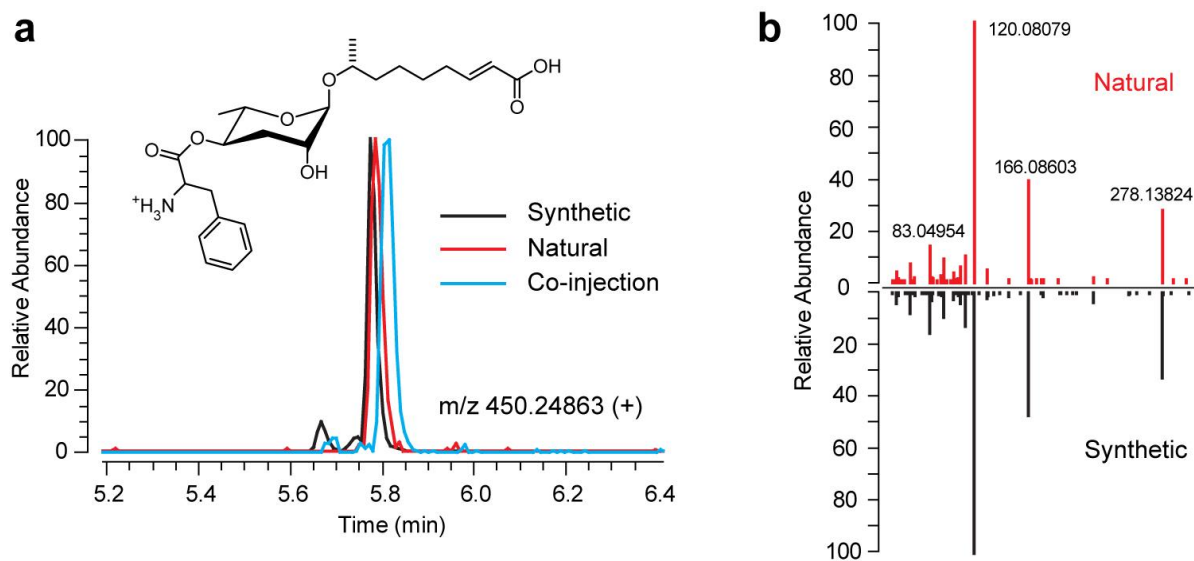 a
OH
O
O
O
O
O
OH
+H3N
100
80
60
40
20
0
Relative Abundance
Synthetic
Natural
Co-injection
m/z 450.24863 (+)
5.2
5.4
5.6
5.8
6.0
6.2
6.4
Time (min)
b
100
80
60
40
20
0
20
40
60
80
100
Relative Abundance
120.08079
Natural
166.08603
278.13824
83.04954
Synthetic